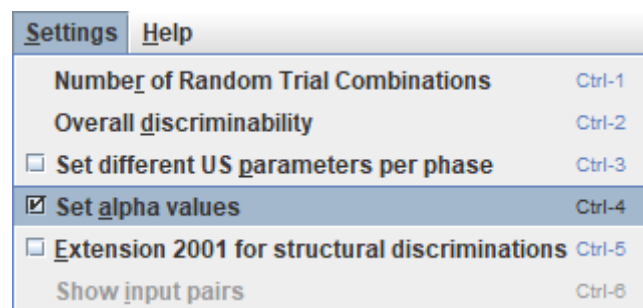 Settings Help
Number of Random Trial Combinations Ctrl-1
Overall discriminability Ctrl-2
Set different US parameters per phase Ctrl-3
Set alpha values Ctrl-4
Extension 2001 for structural discriminations Ctrl-5
Show input pairs Ctrl-6